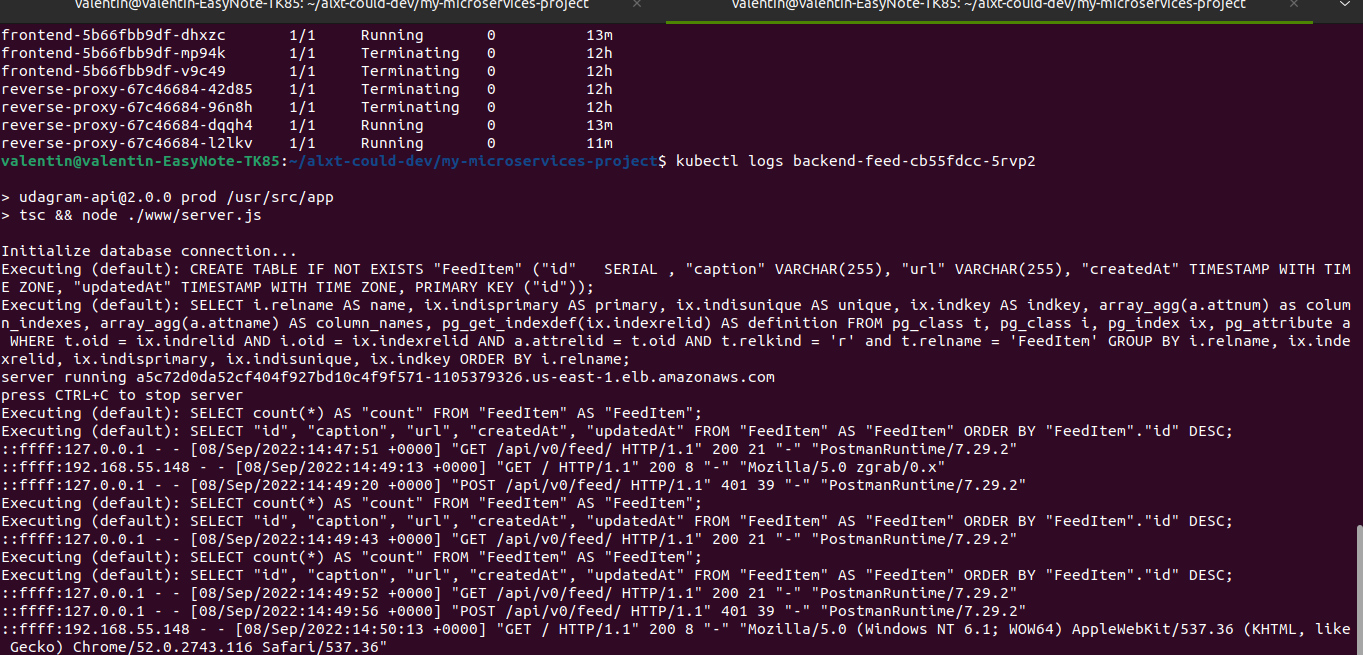 valentin@valentin-EasyNote-TK85: ~/alxt-could-dev/my-microservices-project × valentin@valentin-EasyNote-TK85: ~/alxt-could-dev/my-microservices-project ×
frontend-5b66fbb9df-dhxzc 1/1 Running 0 13m
frontend-5b66fbb9df-mp94k 1/1 Terminating 0 12h
frontend-5b66fbb9df-v9c49 1/1 Terminating 0 12h
reverse-proxy-67c46684-42d85 1/1 Terminating 0 12h
reverse-proxy-67c46684-96n8h 1/1 Terminating 0 12h
reverse-proxy-67c46684-dqqh4 1/1 Running 0 13m
reverse-proxy-67c46684-l2lkv 1/1 Running 0 11m
valentin@valentin-EasyNote-TK85:~/alxt-could-dev/my-microservices-project$ kubectl logs backend-feed-cb55fdcc-5rvp2
> udagram-api@2.0.0 prod /usr/src/app
> tsc && node ./www/server.js
Initialize database connection...
Executing (default): CREATE TABLE IF NOT EXISTS "FeedItem" ("id"   SERIAL , "caption" VARCHAR(255), "url" VARCHAR(255), "createdAt" TIMESTAMP WITH TIM
E ZONE, "updatedAt" TIMESTAMP WITH TIME ZONE, PRIMARY KEY ("id"));
Executing (default): SELECT i.relname AS name, ix.indisprimary AS primary, ix.indisunique AS unique, ix.indkey AS indkey, array_agg(a.attnum) as colum
n_indexes, array_agg(a.attname) AS column_names, pg_get_indexdef(ix.indexrelid) AS definition FROM pg_class t, pg_class i, pg_index ix, pg_attribute a
 WHERE t.oid = ix.indrelid AND i.oid = ix.indexrelid AND a.attrelid = t.oid AND t.relkind = 'r' and t.relname = 'FeedItem' GROUP BY i.relname, ix.inde
xrelid, ix.indisprimary, ix.indisunique, ix.indkey ORDER BY i.relname;
server running a5c72d0da52cf404f927bd10c4f9f571-1105379326.us-east-1.elb.amazonaws.com
press CTRL+C to stop server
Executing (default): SELECT count(*) AS "count" FROM "FeedItem" AS "FeedItem";
Executing (default): SELECT "id", "caption", "url", "createdAt", "updatedAt" FROM "FeedItem" AS "FeedItem" ORDER BY "FeedItem"."id" DESC;
::ffff:127.0.0.1 - - [08/Sep/2022:14:47:51 +0000] "GET /api/v0/feed/ HTTP/1.1" 200 21 "-" "PostmanRuntime/7.29.2"
::ffff:192.168.55.148 - - [08/Sep/2022:14:49:13 +0000] "GET / HTTP/1.1" 200 8 "-" "Mozilla/5.0 zgrab/0.x"
::ffff:127.0.0.1 - - [08/Sep/2022:14:49:20 +0000] "POST /api/v0/feed/ HTTP/1.1" 401 39 "-" "PostmanRuntime/7.29.2"
Executing (default): SELECT count(*) AS "count" FROM "FeedItem" AS "FeedItem";
Executing (default): SELECT "id", "caption", "url", "createdAt", "updatedAt" FROM "FeedItem" AS "FeedItem" ORDER BY "FeedItem"."id" DESC;
::ffff:127.0.0.1 - - [08/Sep/2022:14:49:43 +0000] "GET /api/v0/feed/ HTTP/1.1" 200 21 "-" "PostmanRuntime/7.29.2"
Executing (default): SELECT count(*) AS "count" FROM "FeedItem" AS "FeedItem";
Executing (default): SELECT "id", "caption", "url", "createdAt", "updatedAt" FROM "FeedItem" AS "FeedItem" ORDER BY "FeedItem"."id" DESC;
::ffff:127.0.0.1 - - [08/Sep/2022:14:49:52 +0000] "GET /api/v0/feed/ HTTP/1.1" 200 21 "-" "PostmanRuntime/7.29.2"
::ffff:127.0.0.1 - - [08/Sep/2022:14:49:56 +0000] "POST /api/v0/feed/ HTTP/1.1" 401 39 "-" "PostmanRuntime/7.29.2"
::ffff:192.168.55.148 - - [08/Sep/2022:14:50:13 +0000] "GET / HTTP/1.1" 200 8 "-" "Mozilla/5.0 (Windows NT 6.1; WOW64) AppleWebKit/537.36 (KHTML, like
 Gecko) Chrome/52.0.2743.116 Safari/537.36"